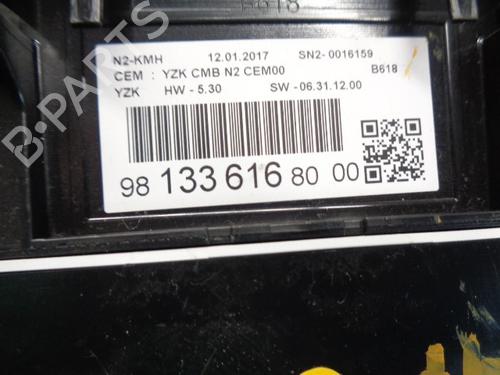 B618
N2-KMH 12.01.2017 SN2- 0016159
CEM : YZK CMB N2 CEM00 B618
YZK HW - 5.30 SW - 06.31.12.00
98 133 616 80 00
B-PARTS